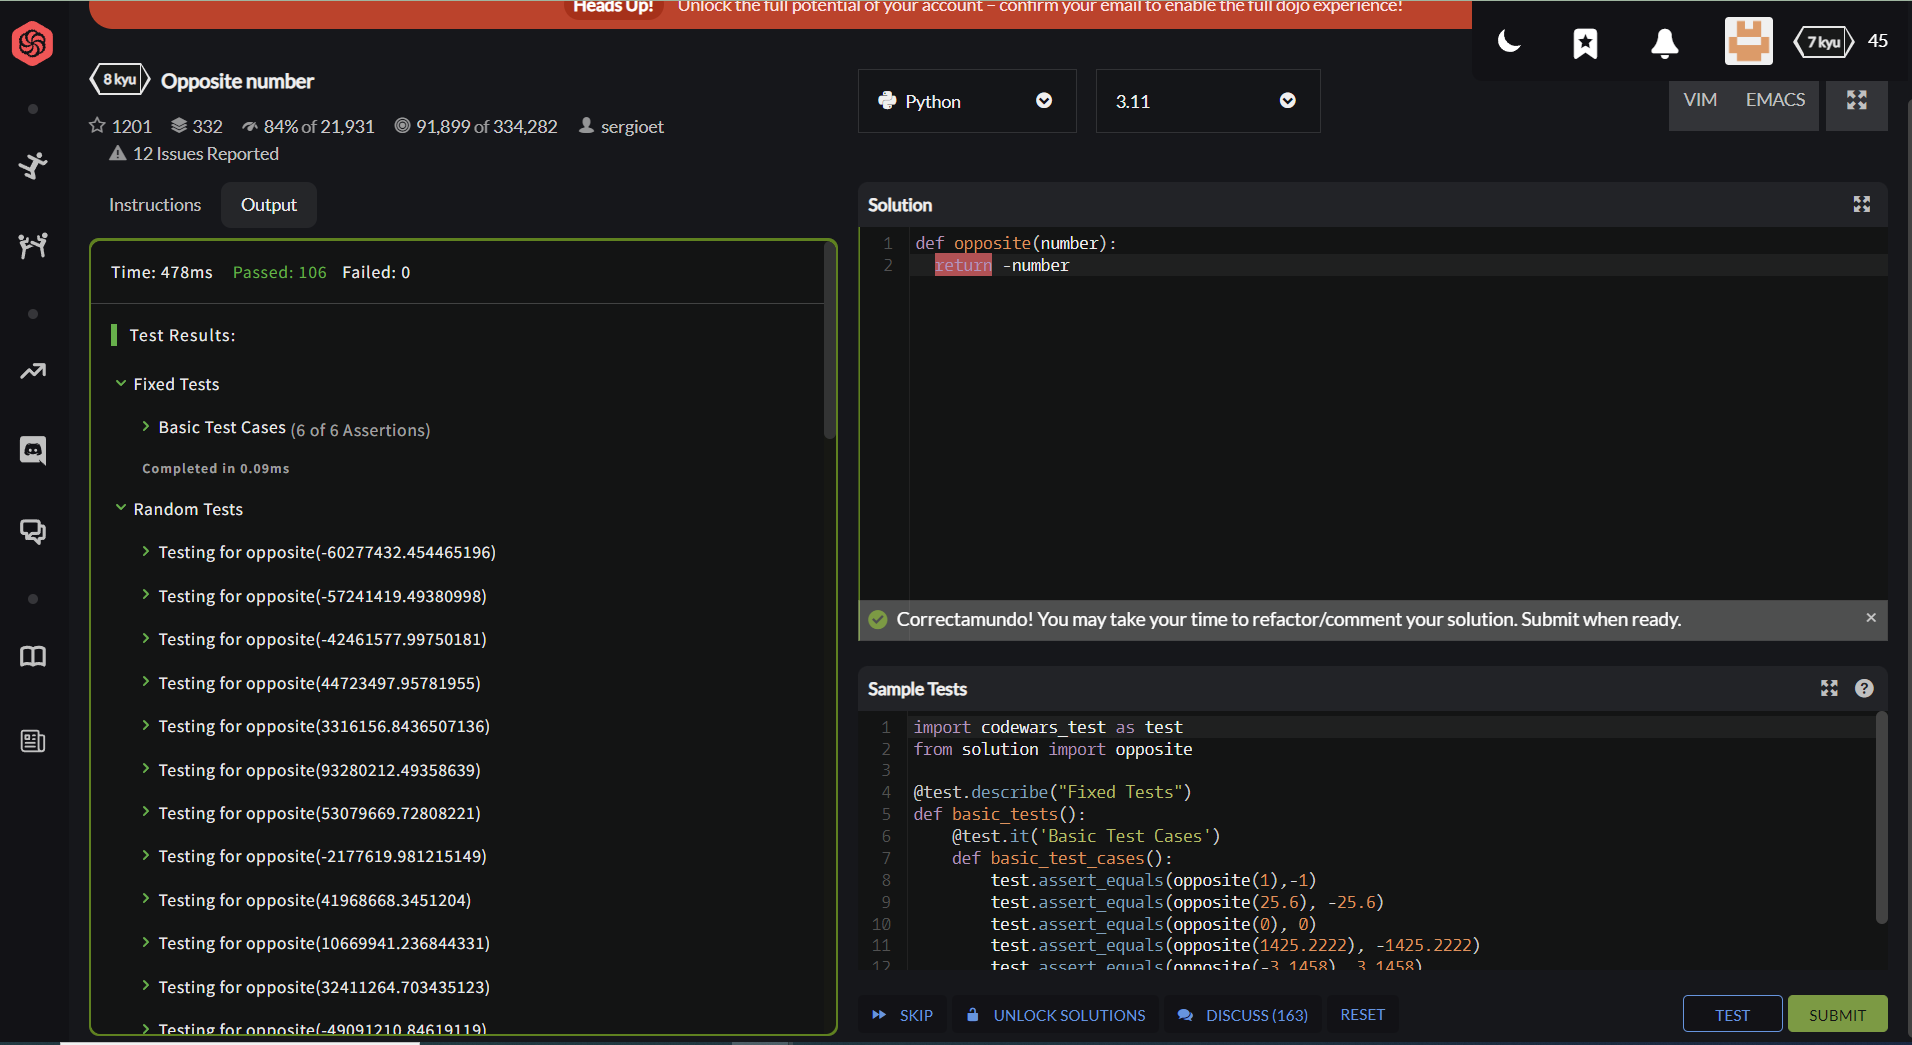 Heads Up! Unlock the full potential of your account – confirm your email to enable the full dojo experience!
7 kyu 45
8 kyu Opposite number
1201 332 84% of 21,931 91,899 of 334,282 sergioet
12 Issues Reported
Python 3.11
VIM EMACS
Instructions Output
Time: 478ms Passed: 106 Failed: 0
Test Results:
Fixed Tests
Basic Test Cases (6 of 6 Assertions)
Completed in 0.09ms
Random Tests
Testing for opposite(-60277432.454465196)
Testing for opposite(-57241419.49380998)
Testing for opposite(-42461577.99750181)
Testing for opposite(44723497.95781955)
Testing for opposite(3316156.8436507136)
Testing for opposite(93280212.49358639)
Testing for opposite(53079669.72808221)
Testing for opposite(-2177619.981215149)
Testing for opposite(41968668.3451204)
Testing for opposite(10669941.236844331)
Testing for opposite(32411264.703435123)
Testing for opposite(-49091210.84619119)
Solution
1 def opposite(number):
2 return -number
Correctamundo! You may take your time to refactor/comment your solution. Submit when ready.
Sample Tests
1 import codewars_test as test
2 from solution import opposite
3
4 @test.describe("Fixed Tests")
5 def basic_tests():
6 @test.it('Basic Test Cases')
7 def basic_test_cases():
8 test.assert_equals(opposite(1),-1)
9 test.assert_equals(opposite(25.6), -25.6)
10 test.assert_equals(opposite(0), 0)
11 test.assert_equals(opposite(1425.2222), -1425.2222)
12 test.assert_equals(opposite(-3.1458), 3.1458)
SKIP UNLOCK SOLUTIONS DISCUSS (163) RESET
TEST SUBMIT